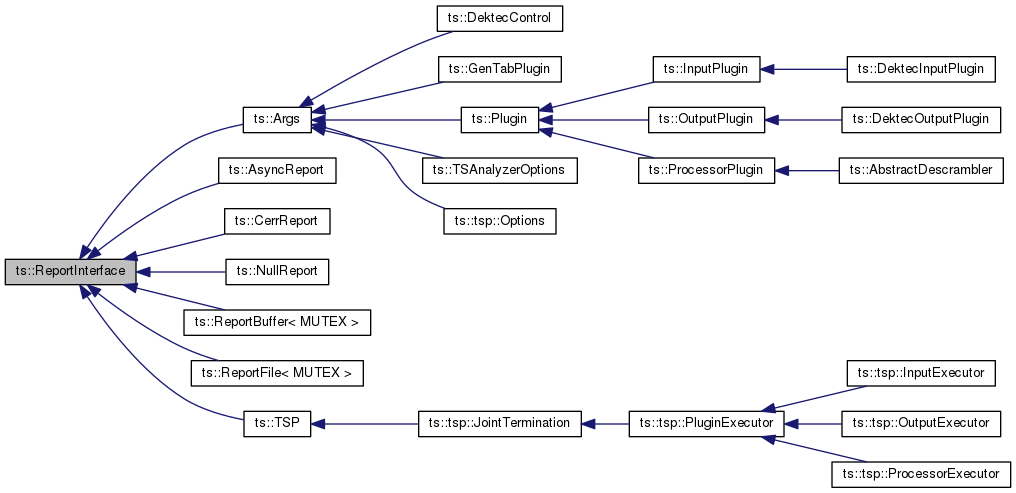 ts::DektecControl
ts::GenTabPlugin
ts::InputPlugin
ts::DektecInputPlugin
ts::Args
ts::Plugin
ts::OutputPlugin
ts::DektecOutputPlugin
ts::AsyncReport
ts::TSAnalyzerOptions
ts::ProcessorPlugin
ts::AbstractDescrambler
ts::CerrReport
ts::tsp::Options
ts::ReportInterface
ts::NullReport
ts::ReportBuffer< MUTEX >
ts::ReportFile< MUTEX >
ts::tsp::InputExecutor
ts::TSP
ts::tsp::JointTermination
ts::tsp::PluginExecutor
ts::tsp::OutputExecutor
ts::tsp::ProcessorExecutor